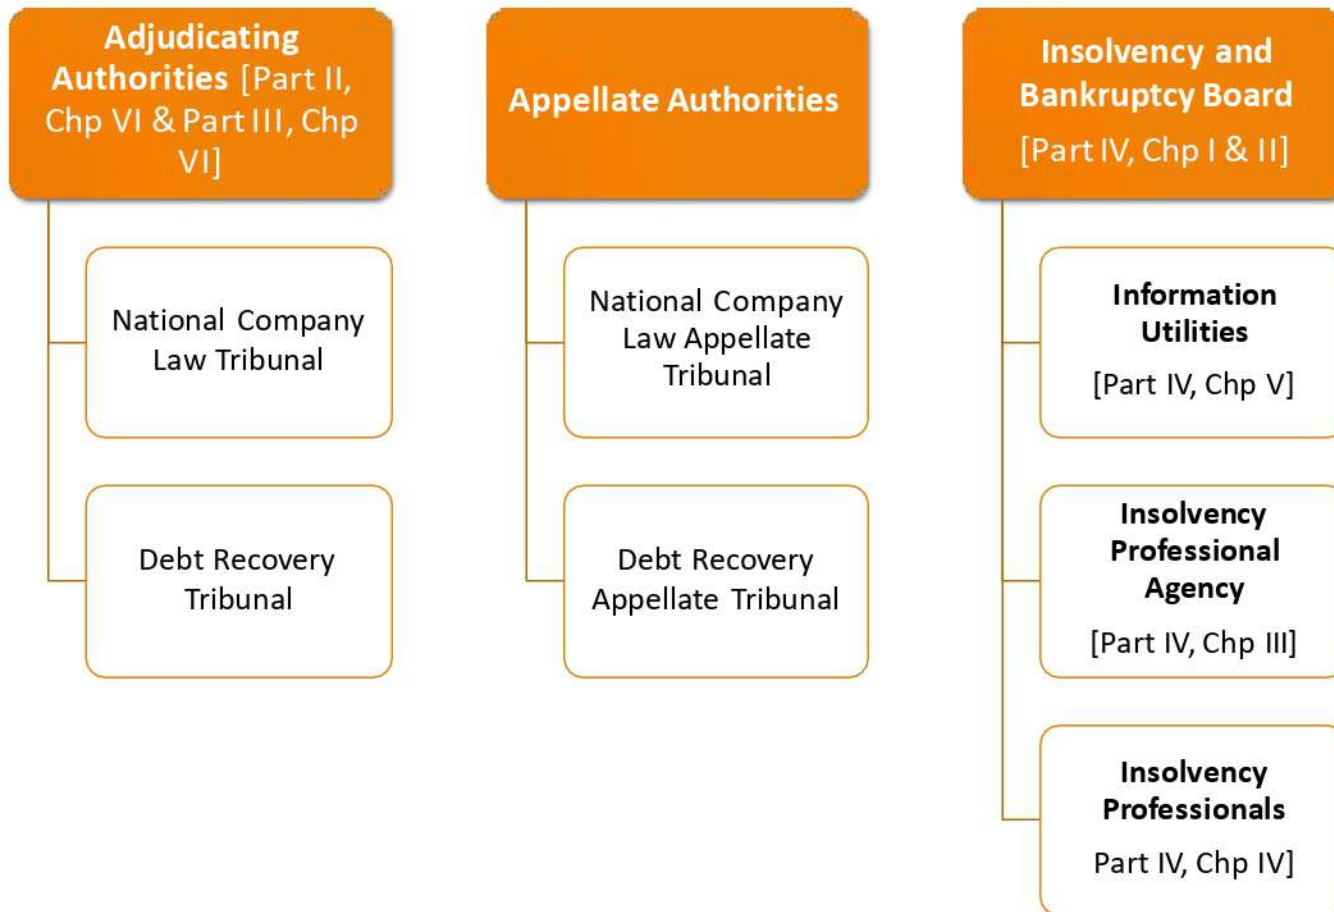 Adjudicating
Authorities [Part II,
Chp VI & Part III, Chp
VI]
National Company
Law Tribunal
Debt Recovery
Tribunal
Appellate Authorities
National Company
Law Appellate
Tribunal
Debt Recovery
Appellate Tribunal
Insolvency and
Bankruptcy Board
[Part IV, Chp I & II]
Information
Utilities
[Part IV, Chp V]
Insolvency
Professional
Agency
[Part IV, Chp III]
Insolvency
Professionals
Part IV, Chp IV]